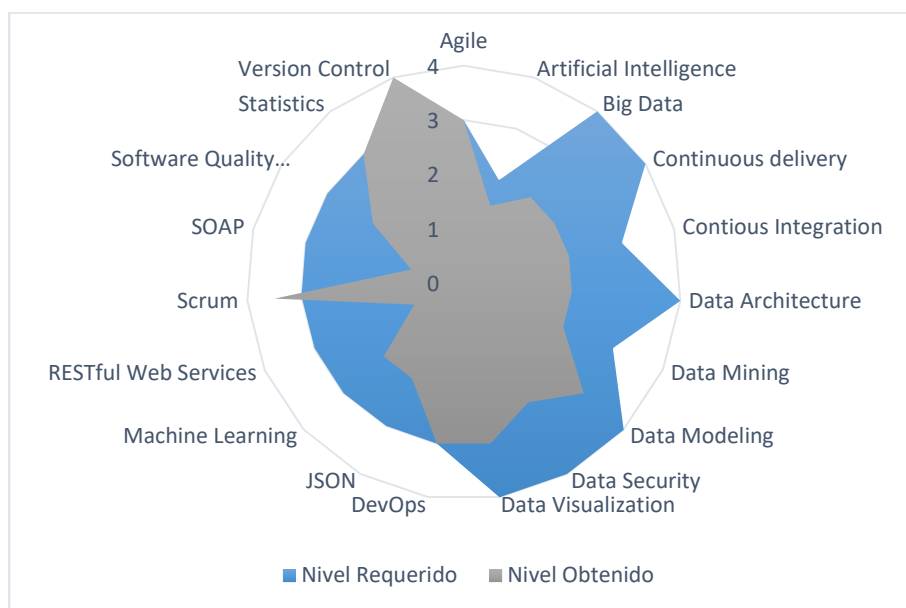 Agile
Version Control
4
Artificial Intelligence
Statistics
Big Data
3
Software Quality...
Continuous delivery
2
SOAP
1
Contious Integration
0
Scrum
Data Architecture
RESTful Web Services
Data Mining
Machine Learning
Data Modeling
JSON
Data Security
DevOps
Data Visualization
Nivel Requerido
Nivel Obtenido